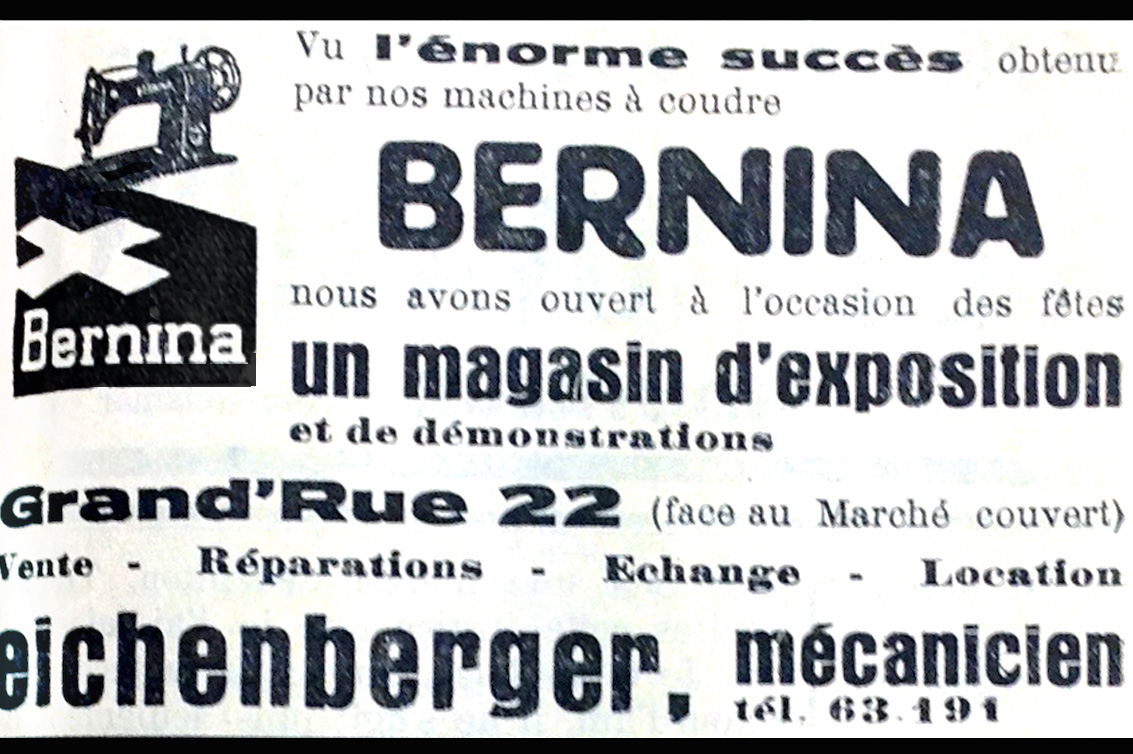 Vu l'énorme succès obtenu
par nos machines à coudre
BERNINA
Bernina
nous avons ouvert à l'occasion des fêtes
un magasin d'exposition
et de démonstrations
Grand'Rue 22 (face au Marché couvert)
Vente - Réparations - Echange - Location
eichenberger, mécanicien
tél. 63.191